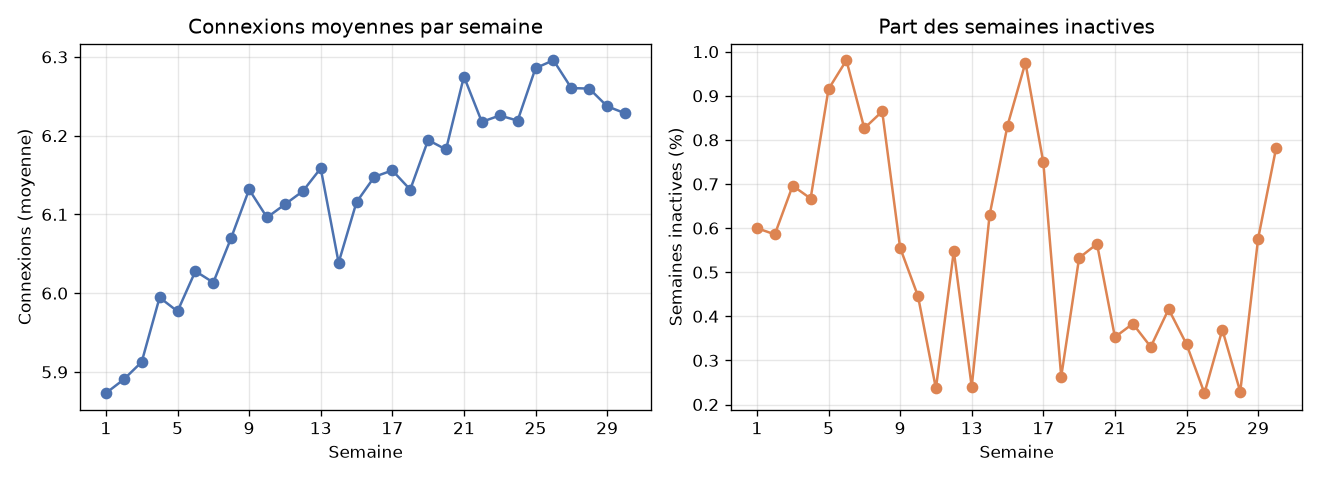 Connexions moyennes par semaine
Connexions (moyenne)
6.3
6.2
6.1
6.0
5.9
1 5 9 13 17 21 25 29
Semaine
Part des semaines inactives
Semaines inactives (%)
1.0
0.9
0.8
0.7
0.6
0.5
0.4
0.3
0.2
1 5 9 13 17 21 25 29
Semaine